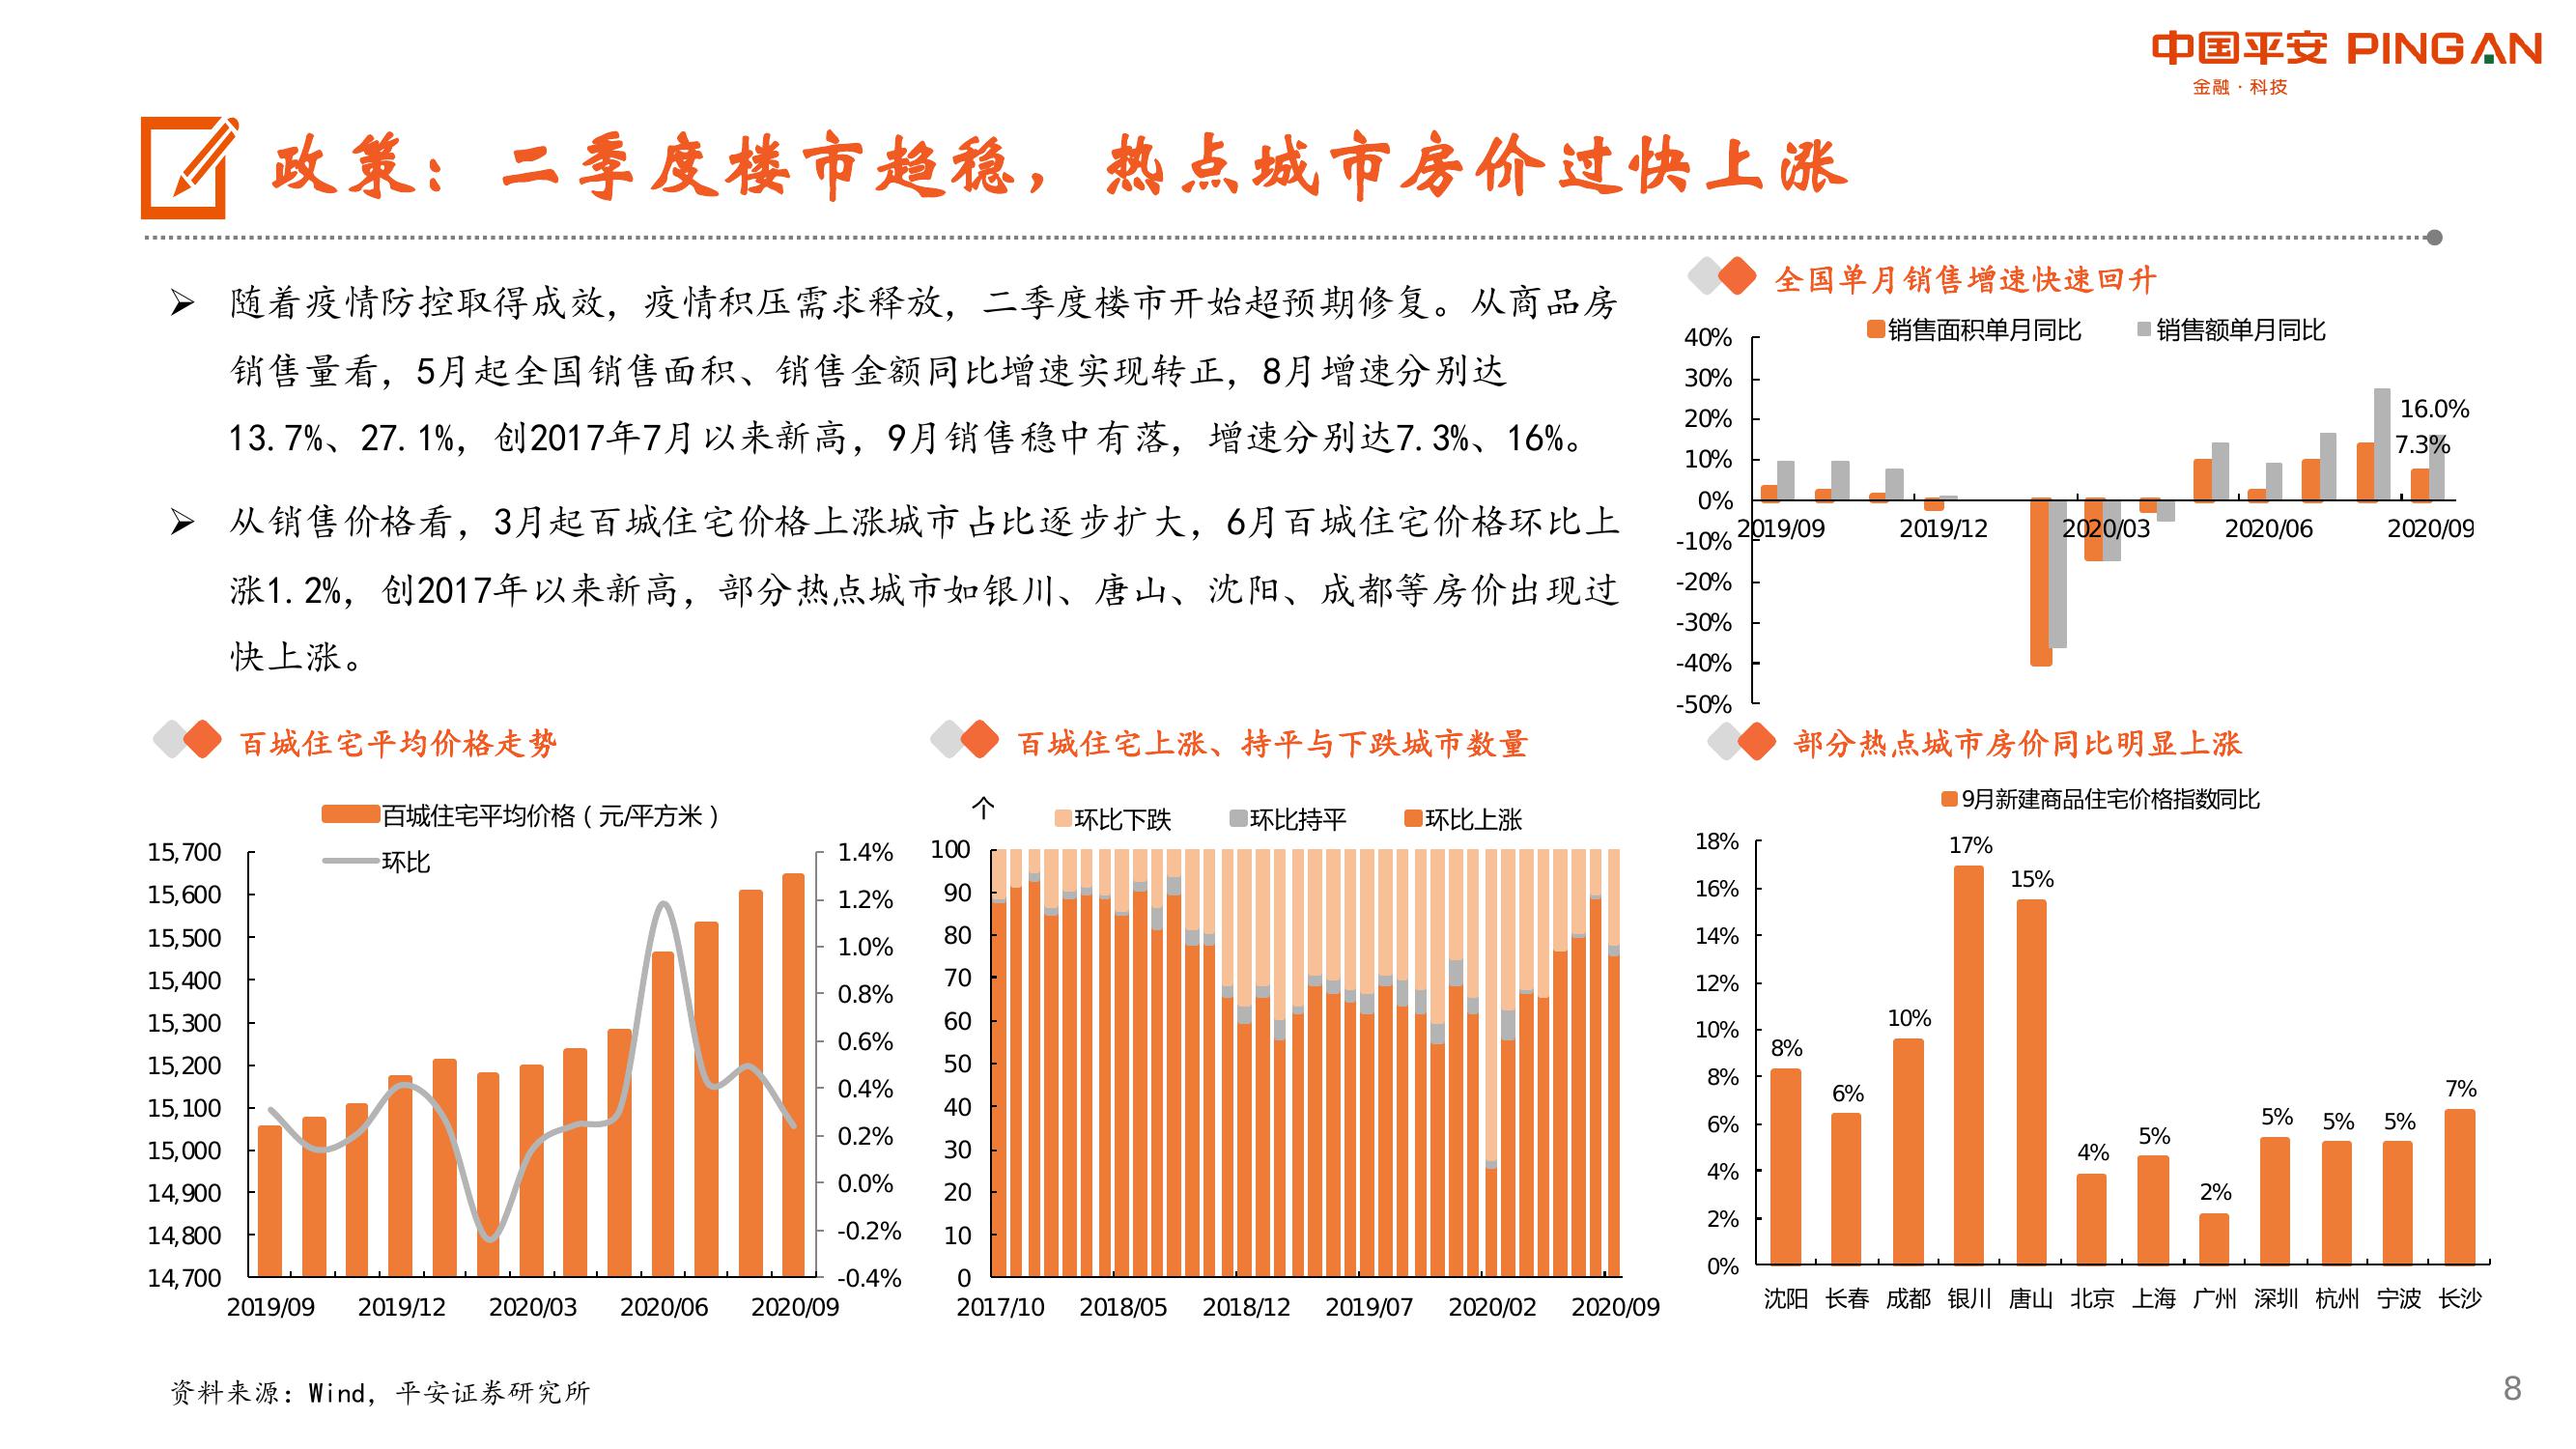 中国平安 PINGAN
金融·科技
政策：二季度楼市趋稳，热点城市房价过快上涨
随着疫情防控取得成效，疫情积压需求释放，二季度楼市开始超预期修复。从商品房
销售量看，5月起全国销售面积、销售金额同比增速实现转正，8月增速分别达
13.7%、27.1%，创2017年7月以来新高，9月销售稳中有落，增速分别达7.3%、16%。
从销售价格看，3月起百城住宅价格上涨城市占比逐步扩大，6月百城住宅价格环比上
涨1.2%，创2017年以来新高，部分热点城市如银川、唐山、沈阳、成都等房价出现过
快上涨。
全国单月销售增速快速回升
销售面积单月同比 销售额单月同比
40%
30%
20%
10%
0%
-10%
-20%
-30%
-40%
-50%
16.0%
7.3%
2019/09 2019/12 2020/03 2020/06 2020/09
百城住宅平均价格走势
百城住宅平均价格（元/平方米）
环比
15,700
15,600
15,500
15,400
15,300
15,200
15,100
15,000
14,900
14,800
14,700
1.4%
1.2%
1.0%
0.8%
0.6%
0.4%
0.2%
0.0%
-0.2%
-0.4%
2019/09 2019/12 2020/03 2020/06 2020/09
百城住宅上涨、持平与下跌城市数量
个
环比下跌 环比持平 环比上涨
100
90
80
70
60
50
40
30
20
10
0
2017/10 2018/05 2018/12 2019/07 2020/02 2020/09
部分热点城市房价同比明显上涨
9月新建商品住宅价格指数同比
18%
16%
14%
12%
10%
8%
6%
4%
2%
0%
8% 6% 10% 17% 15% 4% 5% 2% 5% 5% 5% 7%
沈阳 长春 成都 银川 唐山 北京 上海 广州 深圳 杭州 宁波 长沙
资料来源：Wind，平安证券研究所
8